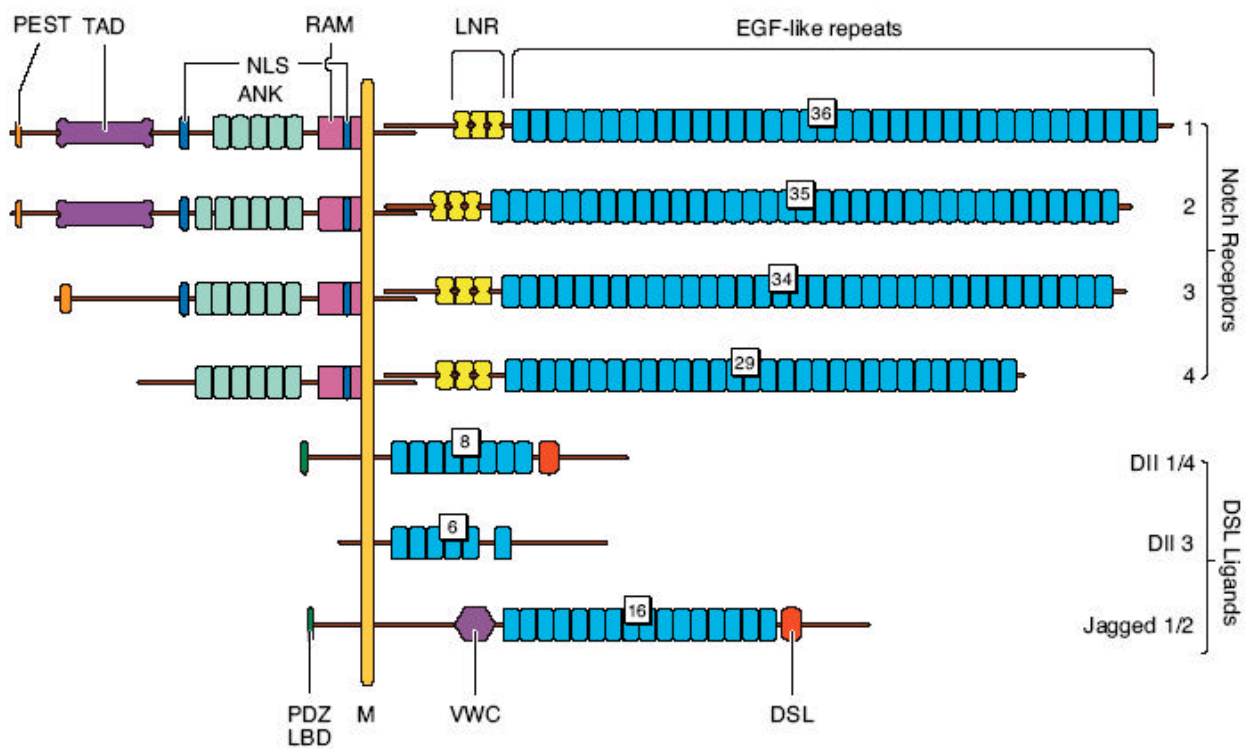 PEST TAD RAM LNR EGF-like repeats
NLS
ANK
36
1
35
2
34
3
29
4
Notch Receptors
8
Dll 1/4
6
Dll 3
16
Jagged 1/2
DSL Ligands
PDZ M VWC DSL
LBD